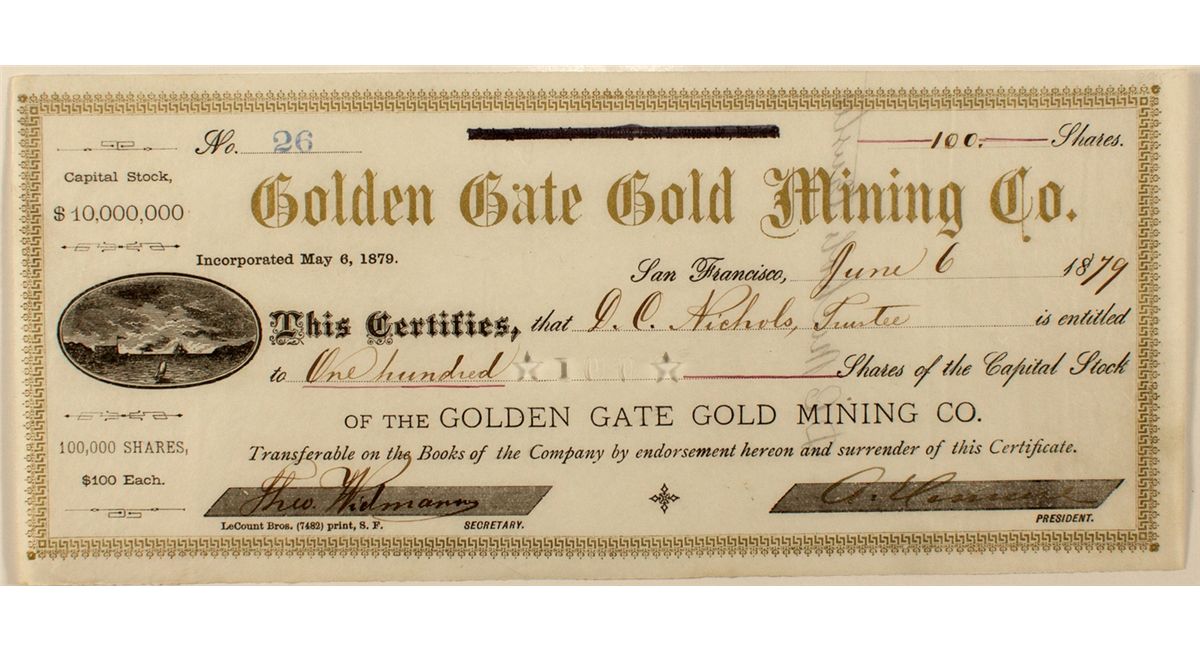 No. 26
100. Shares.
Capital Stock,
$10,000,000
Golden Gate Gold Mining Co.
Incorporated May 6, 1879.
San Francisco, June 6 1879
This Certifies, that D. C. Nichols, Trustee is entitled
to One hundred 100 Shares of the Capital Stock
OF THE GOLDEN GATE GOLD MINING CO.
100,000 SHARES,
$100 Each.
Transferable on the Books of the Company by endorsement hereon and surrender of this Certificate.
Theo. Widmann
LeCount Bros. (7482) print, S. F.
SECRETARY.
PRESIDENT.